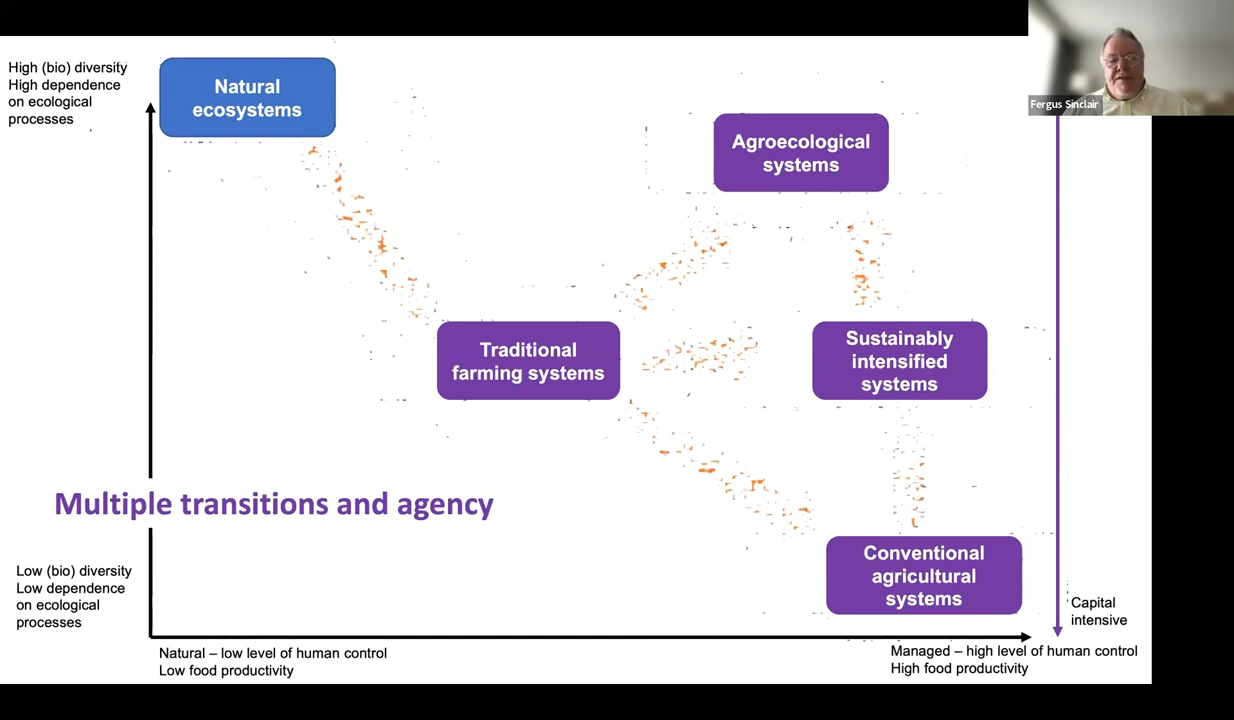 High (bio) diversity
High dependence
on ecological
processes
Natural
ecosystems
Fergus Sinclair
Agroecological
systems
Traditional
farming systems
Sustainably
intensified
systems
Multiple transitions and agency
Conventional
agricultural
systems
Low (bio) diversity
Low dependence
on ecological
processes
Capital
intensive
Natural – low level of human control
Low food productivity
Managed – high level of human control
High food productivity